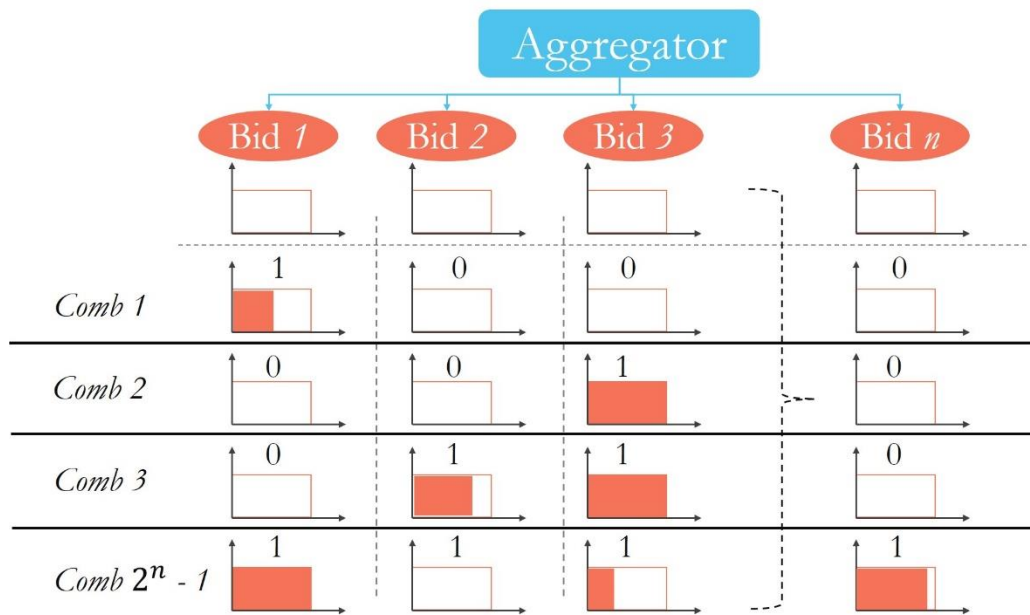 Aggregator
Bid 1 Bid 2 Bid 3 Bid n
1 0 0 0
Comb 1
0 0 1 0
Comb 2
0 1 1 0
Comb 3
1 1 1 1
Comb 2ⁿ - 1